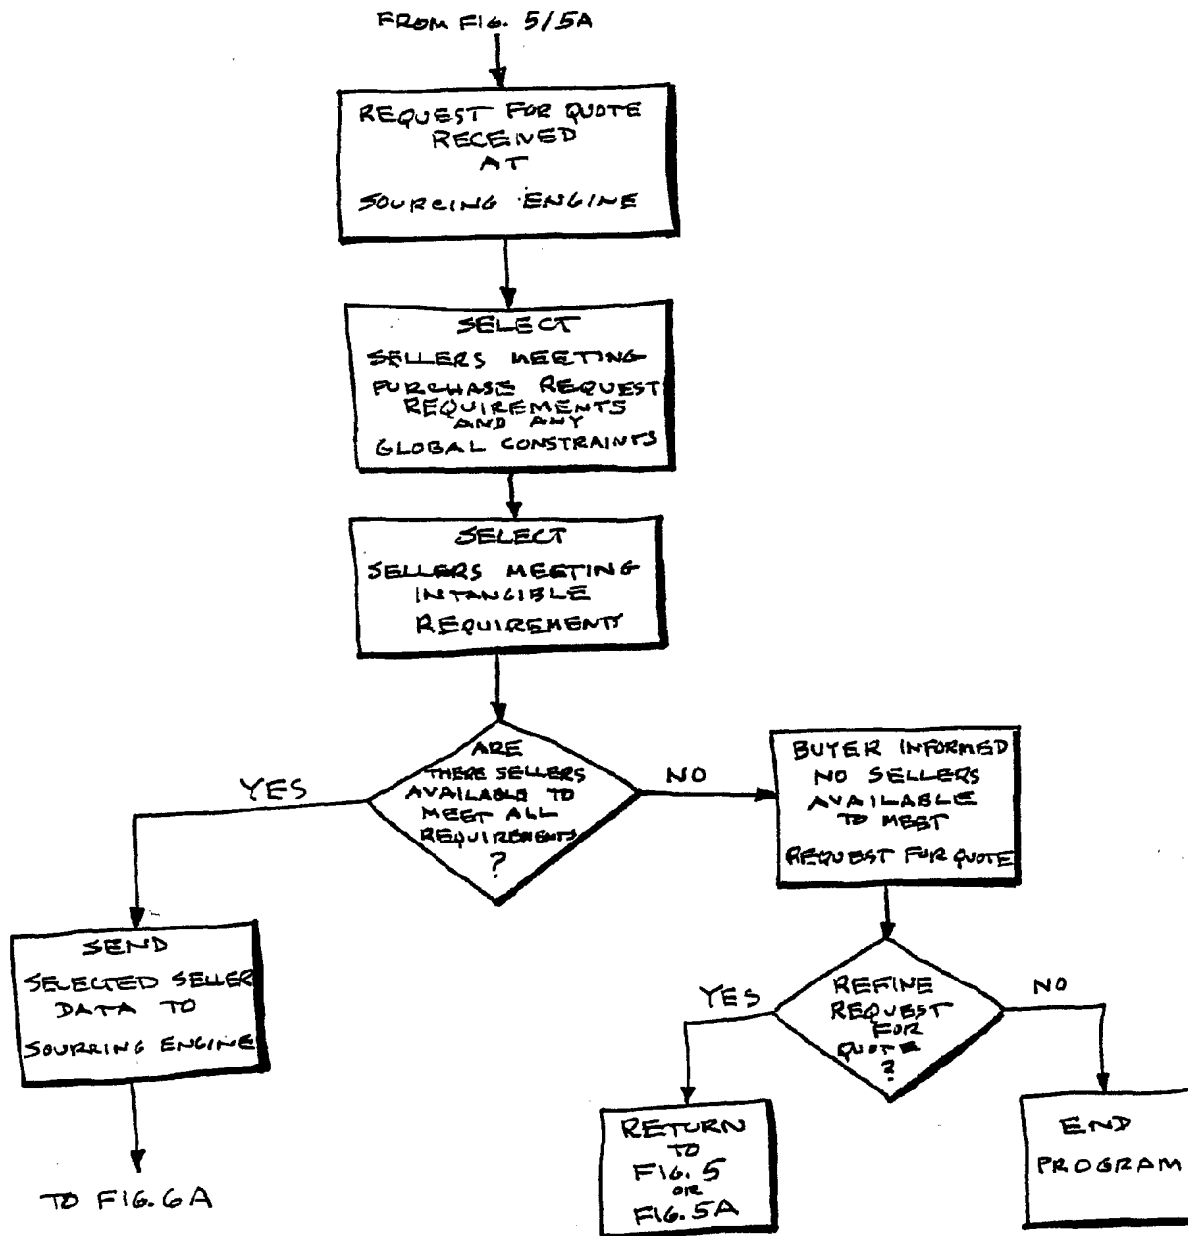 FROM FIG. 5/5A
REQUEST FOR QUOTE
RECEIVED
AT
SOURCING ENGINE
SELECT
SELLERS MEETING
PURCHASE REQUEST
REQUIREMENTS
AND ANY
GLOBAL CONSTRAINTS
SELECT
SELLERS MEETING
INTANGIBLE
REQUIREMENTS
ARE
THERE SELLERS
AVAILABLE TO
MEET ALL
REQUIREMENTS
?
YES
NO
BUYER INFORMED
NO SELLERS
AVAILABLE
TO MEET
REQUEST FOR QUOTE
SEND
SELECTED SELLER
DATA TO
SOURCING ENGINE
TO FIG. 6A
REFINE
REQUEST
FOR
QUOTE
?
YES
NO
RETURN
TO
FIG. 5
OR
FIG. 5A
END
PROGRAM